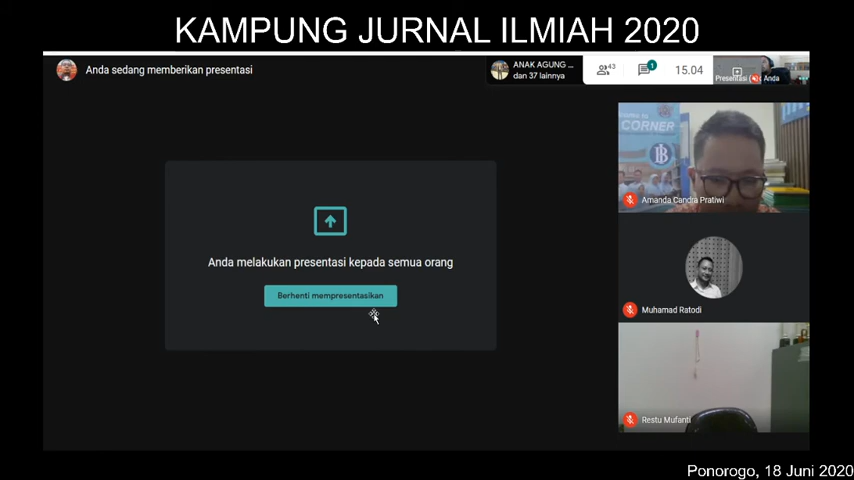 KAMPUNG JURNAL ILMIAH 2020
Anda sedang memberikan presentasi
ANAK AGUNG ...
dan 37 lainnya
43
1
15.04
Presentasi
Anda
CORNER
Amanda Candra Pratiwi
Anda melakukan presentasi kepada semua orang
Berhenti mempresentasikan
Muhamad Ratodi
Restu Mufanti
Ponorogo, 18 Juni 2020